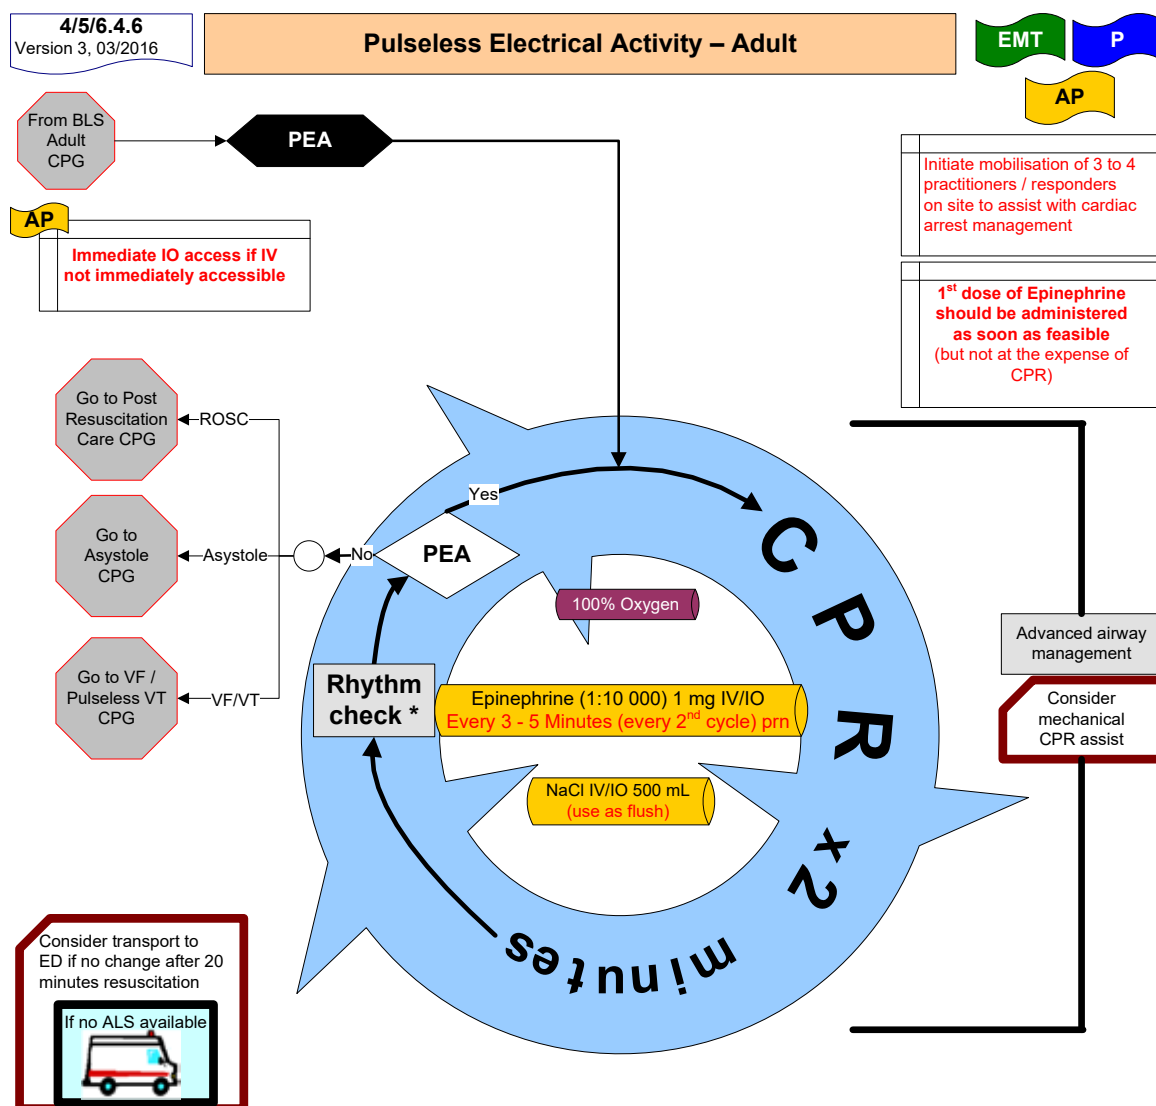 4/5/6.4.6
Version 3, 03/2016
Pulseless Electrical Activity – Adult
EMT
P
AP
From BLS
Adult
CPG
PEA
Initiate mobilisation of 3 to 4
practitioners / responders
on site to assist with cardiac
arrest management
AP
Immediate IO access if IV
not immediately accessible
1st dose of Epinephrine
should be administered
as soon as feasible
(but not at the expense of
CPR)
Go to Post
Resuscitation
Care CPG
ROSC
Yes
Go to
Asystole
CPG
Asystole
No
PEA
CPR x2 minutes
100% Oxygen
Advanced airway
management
Go to VF /
Pulseless VT
CPG
VF/VT
Rhythm
check *
Epinephrine (1:10 000) 1 mg IV/IO
Every 3 - 5 Minutes (every 2nd cycle) prn
Consider
mechanical
CPR assist
NaCl IV/IO 500 mL
(use as flush)
Consider transport to
ED if no change after 20
minutes resuscitation
If no ALS available